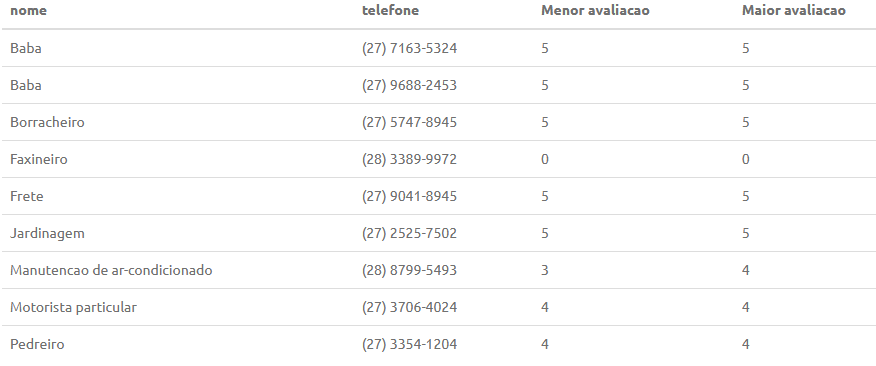 nome telefone Menor avaliacao Maior avaliacao
Baba (27) 7163-5324 5 5
Baba (27) 9688-2453 5 5
Borracheiro (27) 5747-8945 5 5
Faxineiro (28) 3389-9972 0 0
Frete (27) 9041-8945 5 5
Jardinagem (27) 2525-7502 5 5
Manutencao de ar-condicionado (28) 8799-5493 3 4
Motorista particular (27) 3706-4024 4 4
Pedreiro (27) 3354-1204 4 4